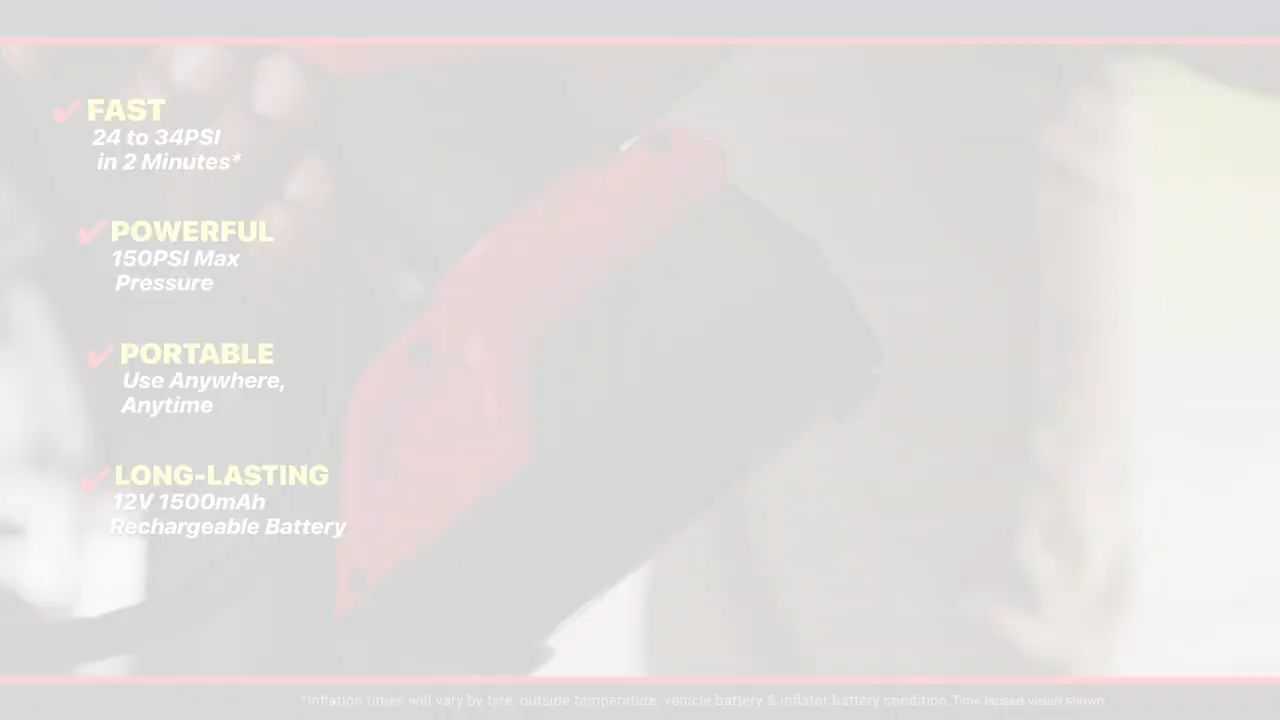 FAST
24 to 34PSI
in 2 Minutes*
POWERFUL
150PSI Max
Pressure
PORTABLE
Use Anywhere,
Anytime
LONG-LASTING
12V 1500mAh
Rechargeable Battery
*Inflation times will vary by tyre, outside temperature, vehicle battery & inflater battery condition. Time lapsed vision shown